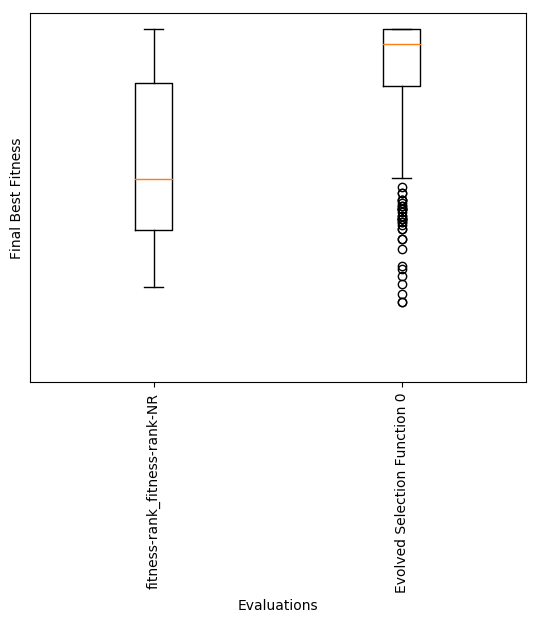 Final Best Fitness
fitness-rank_fitness-rank-NR
Evolved Selection Function 0
Evaluations